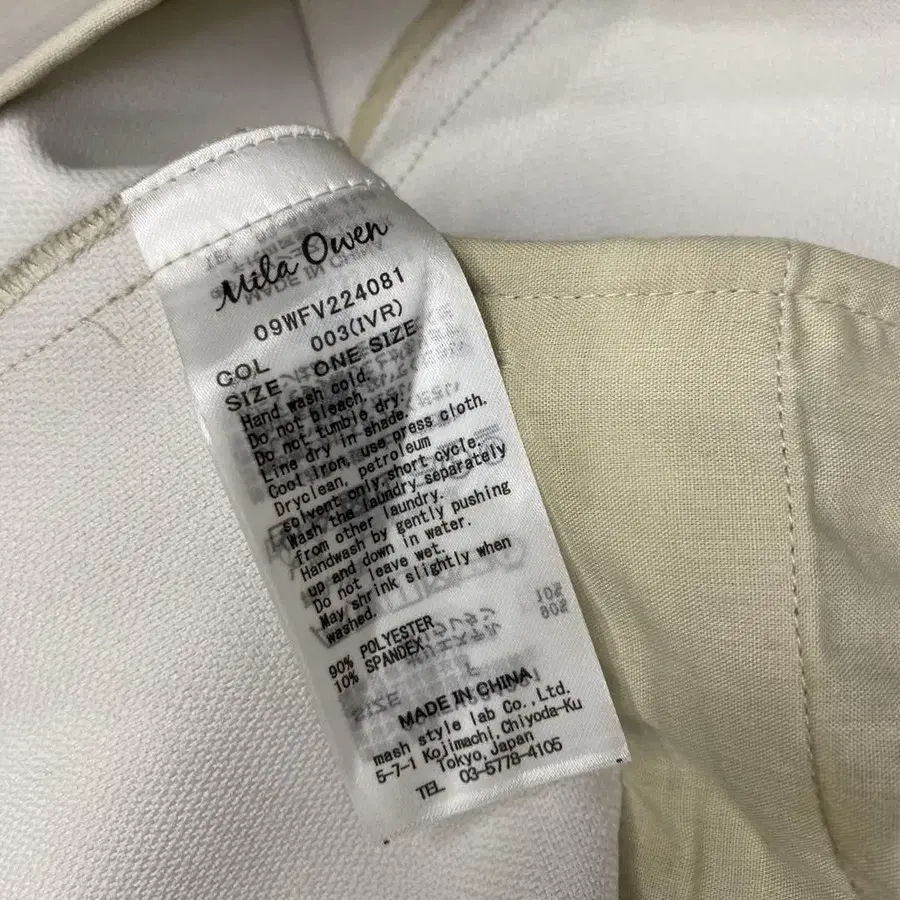 Mila Owen
09WFV224081
COL 003(IVR)
SIZE ONE SIZE
Hand wash cold.
Do not bleach.
Do not tumble dry.
Line dry in shade.
Cool iron, use press cloth.
Dryclean, petroleum
solvent only,short cycle.
Wash the laundry separately
from other laundry.
Handwash by gently pushing
up and down in water.
Do not leave wet.
May shrink slightly when
washed.
90% POLYESTER
10% SPANDEX
MADE IN CHINA
mash style lab Co.,Ltd.
5-7-1 Kojimachi,Chiyoda-Ku
Tokyo,Japan
TEL 03-5778-4105